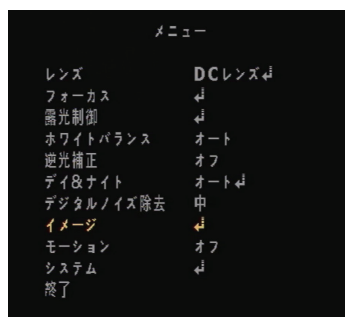 メニュー
レンズ DCレンズ↲
フォーカス ↲
露光制御 ↲
ホワイトバランス オート
逆光補正 オフ
デイ&ナイト オート↲
デジタルノイズ除去 中
イメージ ↲
モーション オフ
システム ↲
終了